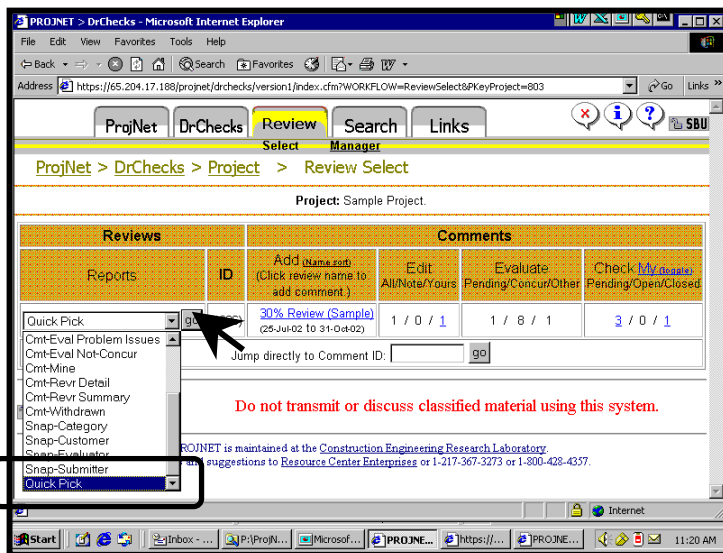 PROJNET > DrChecks - Microsoft Internet Explorer
File Edit View Favorites Tools Help
Back Search Favorites
Address https://65.204.17.188/projnet/drchecks/version1/index.cfm?WORKFLOW=ReviewSelect&PKeyProject=803 Go Links »
ProjNet DrChecks Review Search Links SBU
Select Manager
ProjNet > DrChecks > Project > Review Select
Project: Sample Project.
Reviews Comments
Reports ID Add (Name sort) (Click review name to add comment.) Edit All/Note/Yours Evaluate Pending/Concur/Other Check My (toggle) Pending/Open/Closed
Quick Pick go 30% Review (Sample) 1 / 0 / 1 1 / 8 / 1 3 / 0 / 1
(25-Jul-02 to 31-Oct-02)
Cmt-Eval Problem Issues
Cmt-Eval Not-Concur
Cmt-Mine
Cmt-Revr Detail
Cmt-Revr Summary
Cmt-Withdrawn
Snap-Category
Snap-Customer
Snap-Evaluator
Snap-Submitter
Quick Pick
Jump directly to Comment ID: go
Do not transmit or discuss classified material using this system.
PROJNET is maintained at the Construction Engineering Research Laboratory.
and suggestions to Resource Center Enterprises or 1-217-367-3273 or 1-800-428-4357.
Internet
Start Inbox - ... P:\ProjN... Microsof... PROJNE... https://... PROJNE... 11:20 AM